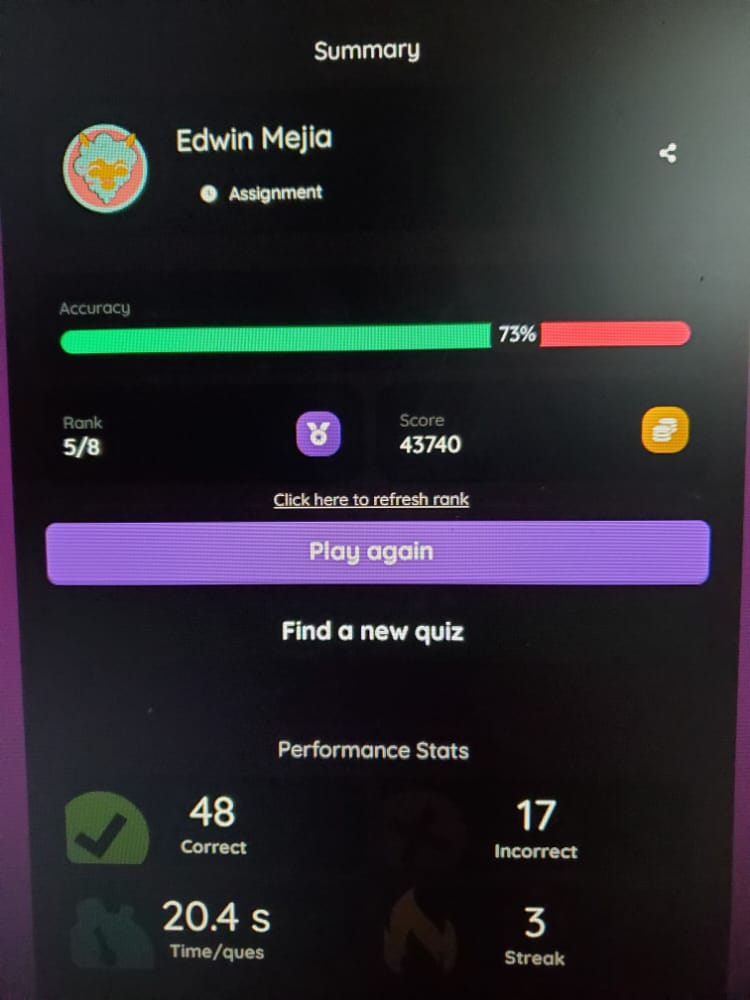 Summary
Edwin Mejia
Assignment
Accuracy
73%
Rank
5/8
Score
43740
Click here to refresh rank
Play again
Find a new quiz
Performance Stats
48
Correct
17
Incorrect
20.4 s
Time/ques
3
Streak